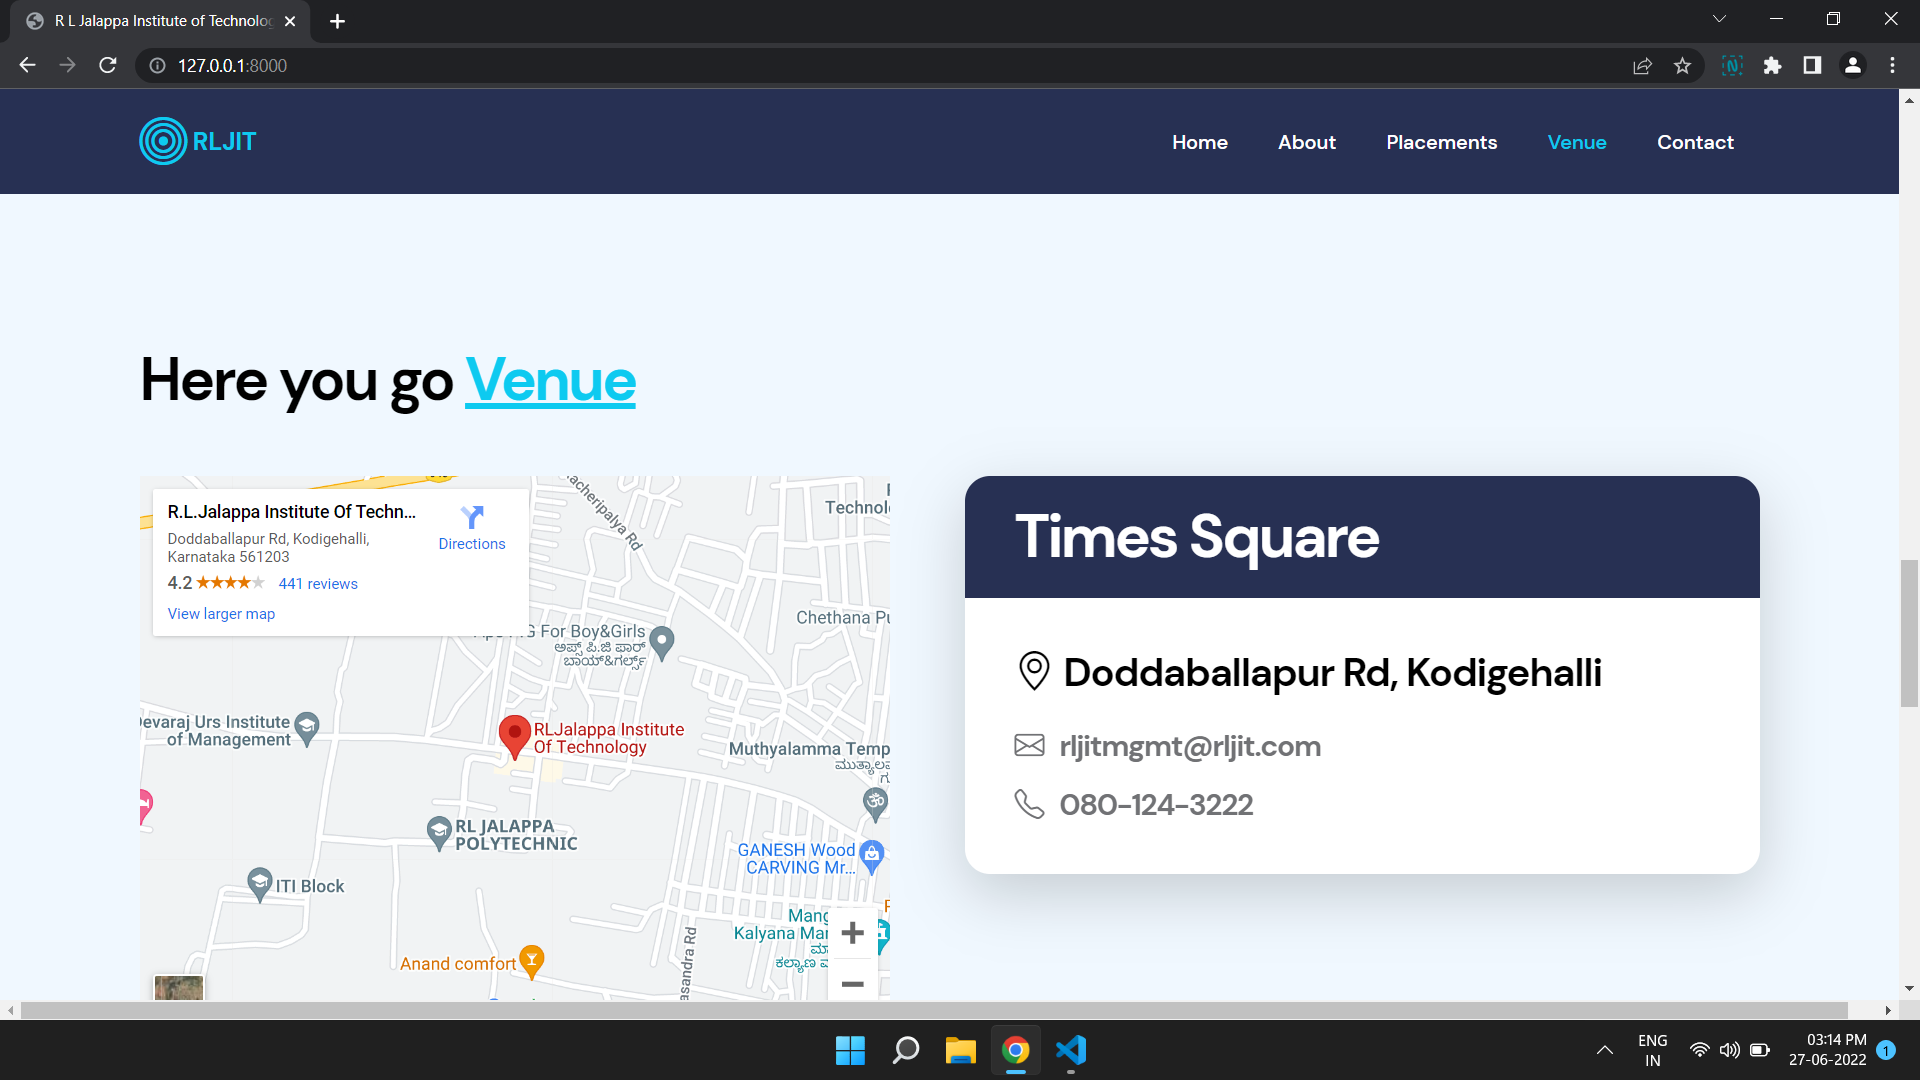 R L Jalappa Institute of Technolog
127.0.0.1:8000
RLJIT
Home
About
Placements
Venue
Contact
Here you go Venue
R.L.Jalappa Institute Of Techn...
Doddaballapur Rd, Kodigehalli,
Karnataka 561203
4.2
441 reviews
View larger map
Directions
acheripalya Rd
Technol
Chethana Pu
G For Boy&Girls
ಅಪ್ಸ್ ಪಿ.ಜಿ ಫಾರ್
ಬಾಯ್&ಗರ್ಲ್ಸ್
Devaraj Urs Institute
of Management
RLJalappa Institute
Of Technology
Muthyalamma Temp
RL JALAPPA
POLYTECHNIC
GANESH Wood
CARVING Mr...
ITI Block
Mang
Kalyana Mar
ಕಲ್ಯಾಣ
Anand comfort
asandra Rd
Times Square
Doddaballapur Rd, Kodigehalli
rljitmgmt@rljit.com
080-124-3222
ENG
IN
03:14 PM
27-06-2022
1